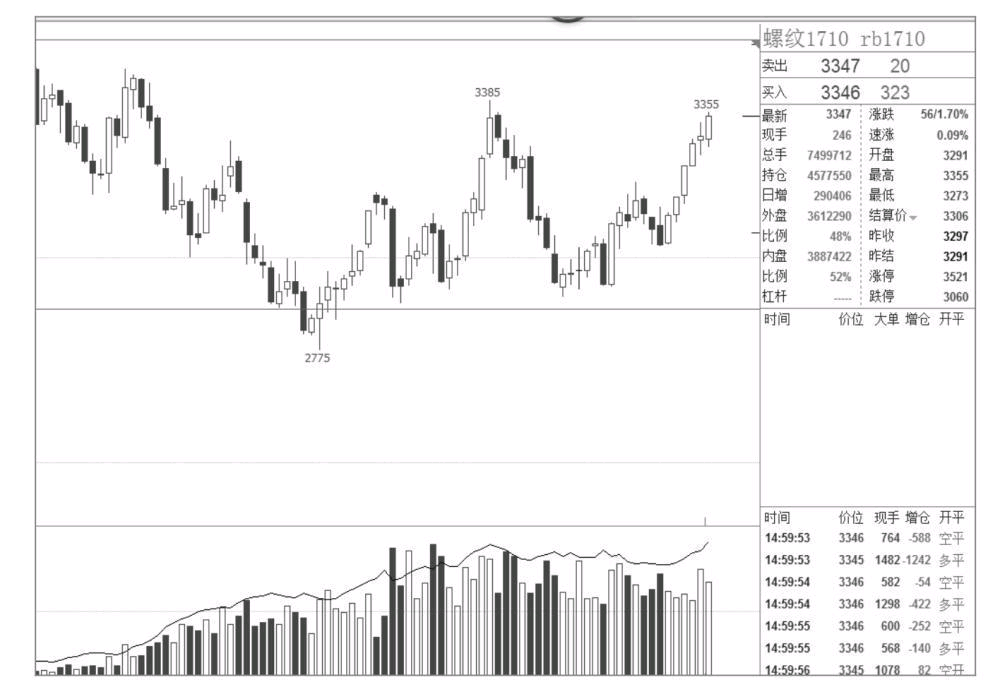 螺纹1710 rb1710
卖出 3347 20
买入 3346 323
最新 3347 涨跌 56/1.70%
现手 246 速涨 0.09%
总手 7499712 开盘 3291
持仓 4577550 最高 3355
日增 290406 最低 3273
外盘 3612290 结算价 3306
比例 48% 昨收 3297
内盘 3887422 昨结 3291
比例 52% 涨停 3521
杠杆 ----- 跌停 3060
时间 价位 大单 增仓 开平
3385
3355
2775
时间 价位 现手 增仓 开平
14:59:53 3346 764 -588 空平
14:59:53 3345 1482 -1242 多平
14:59:54 3346 582 -54 空平
14:59:54 3346 1298 -422 多平
14:59:55 3346 600 -252 空平
14:59:55 3346 568 -140 多平
14:59:56 3345 1078 82 空开